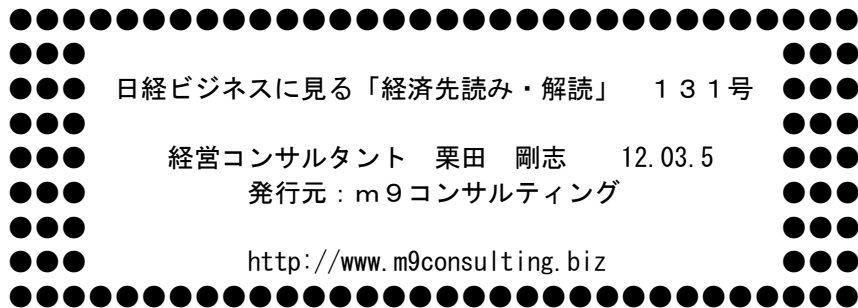 ●●●●●●●●●●●●●●●●●●●●●●●●●●●●●●●●
●●● ●●●
●●● 日経ビジネスに見る「経済先読み・解読」　１３１号 ●●●
●●● ●●●
●●● 経営コンサルタント　栗田　剛志　　12.03.5 ●●●
●●● 発行元：ｍ９コンサルティング ●●●
●●● ●●●
●●● http://www.m9consulting.biz ●●●
●●●●●●●●●●●●●●●●●●●●●●●●●●●●●●●●